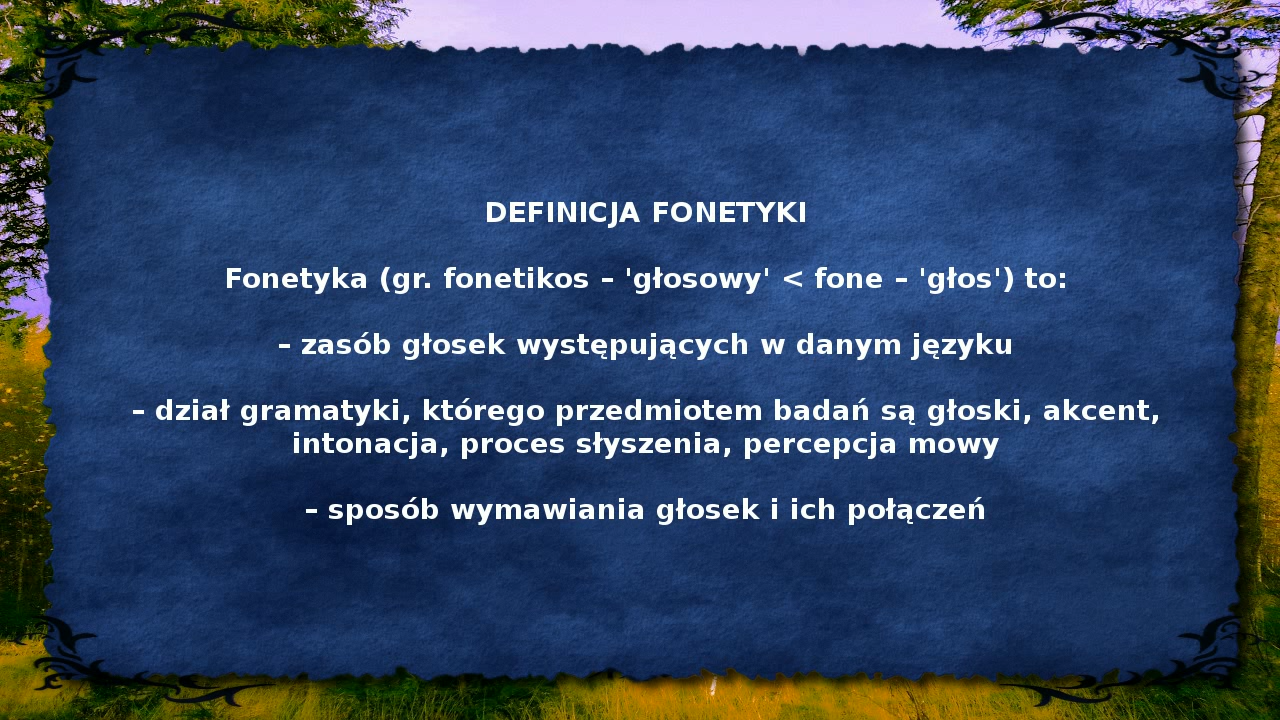 DEFINICJA FONETYKI
Fonetyka (gr. fonetikos – 'głosowy' < fone – 'głos') to:
– zasób głosek występujących w danym języku
– dział gramatyki, którego przedmiotem badań są głoski, akcent,
intonacja, proces słyszenia, percepcja mowy
– sposób wymawiania głosek i ich połączeń